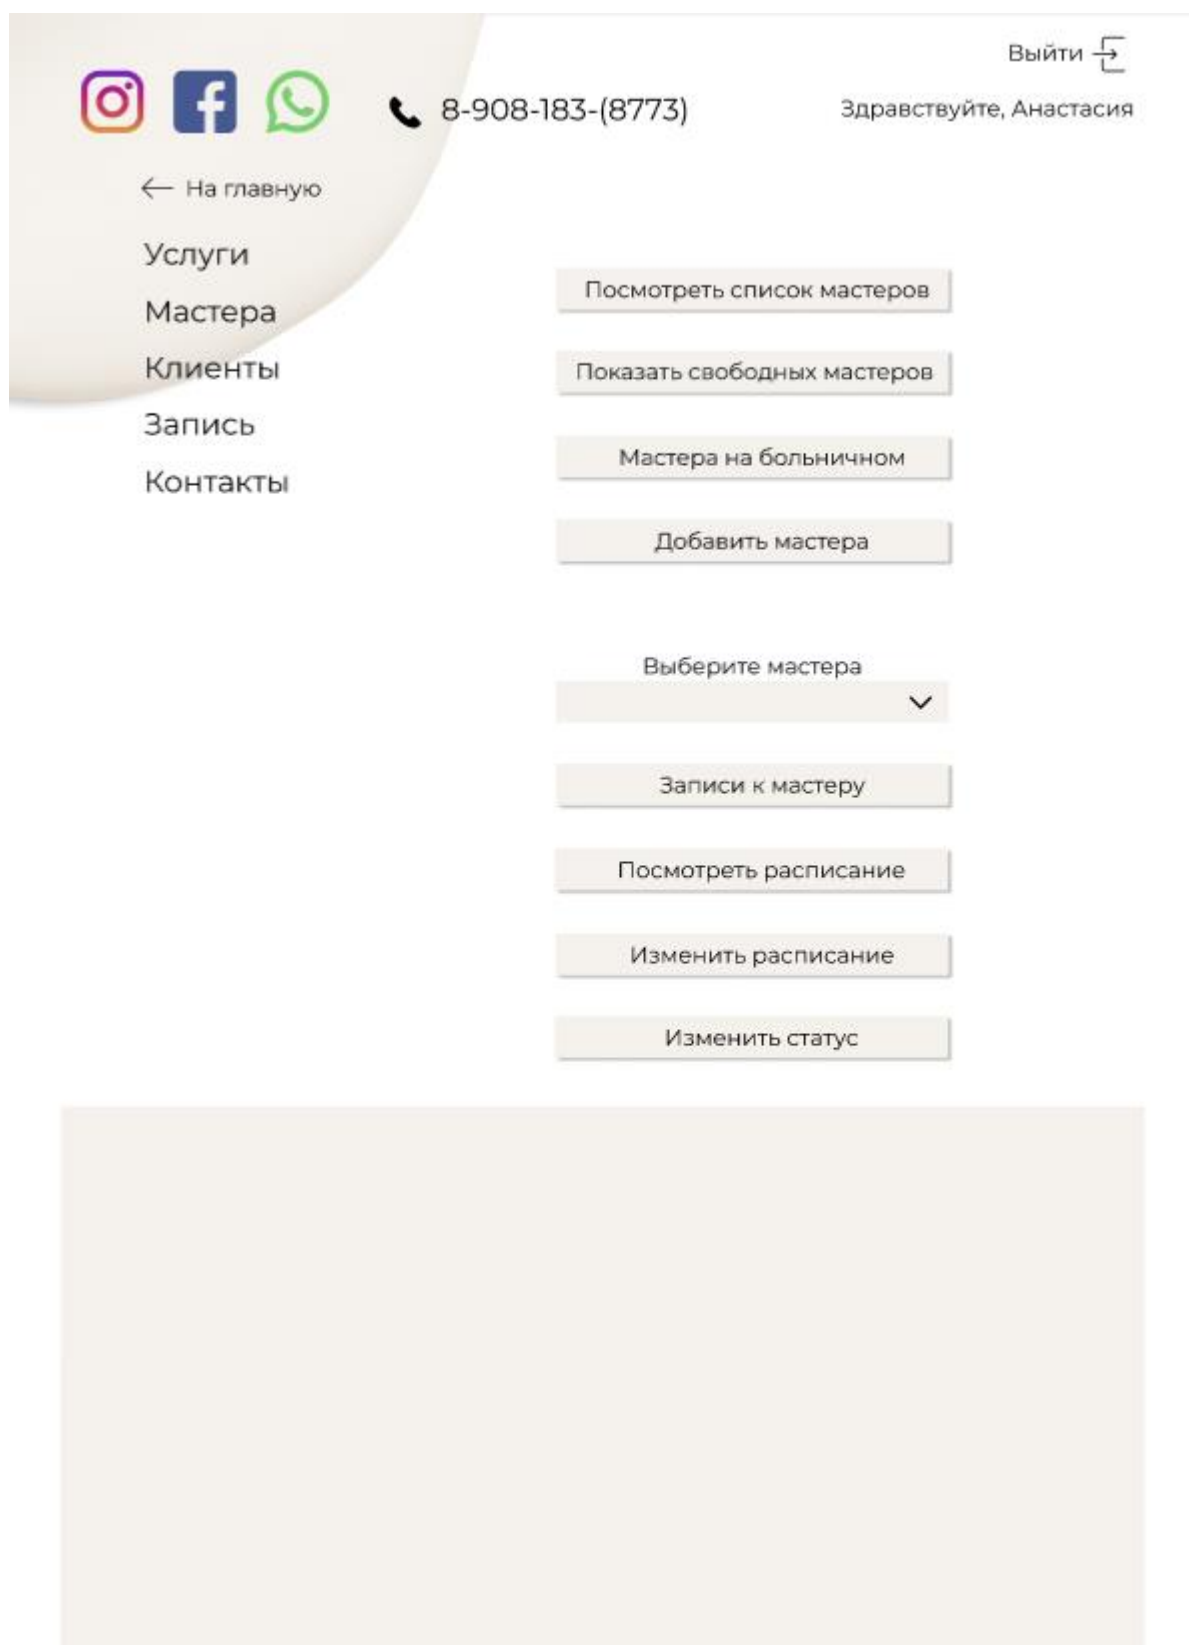 Выйти
8-908-183-(8773)
Здравствуйте, Анастасия
На главную
Услуги
Мастера
Клиенты
Запись
Контакты
Посмотреть список мастеров
Показать свободных мастеров
Мастера на больничном
Добавить мастера
Выберите мастера
Записи к мастеру
Посмотреть расписание
Изменить расписание
Изменить статус